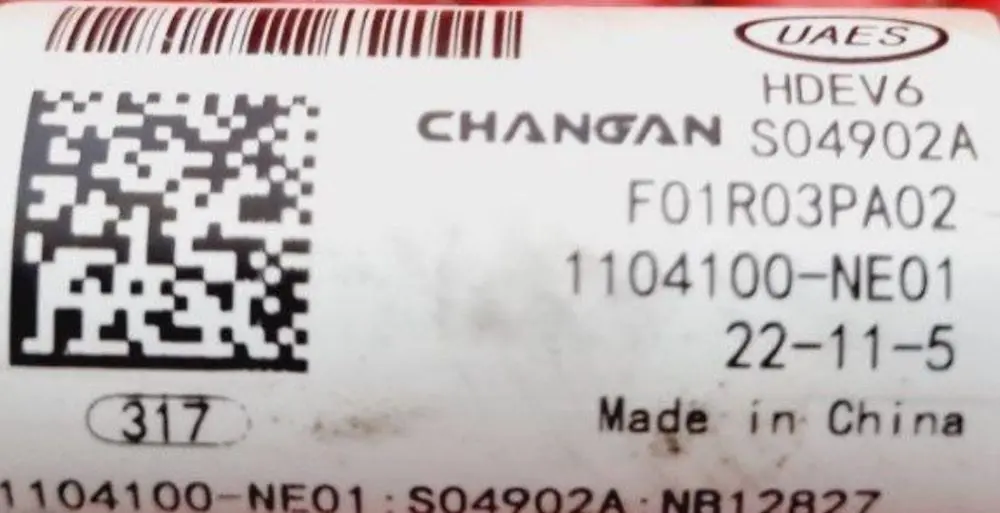 UAES
HDEV6
CHANGAN S04902A
F01R03PA02
1104100-NE01
22-11-5
317
Made in China
1104100-NE01:S04902A·NB12827